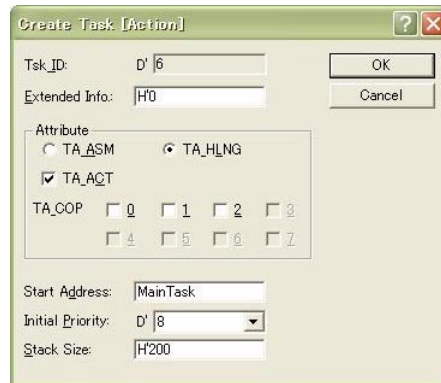 Create Task [Action]
Tsk_ID: D' 6
OK
Extended Info.: H'0
Cancel
Attribute
TA_ASM TA_HLNG
TA_ACT
TA_COP 0 1 2 3
4 5 6 7
Start Address: MainTask
Initial Priority: D' 8
Stack Size: H'200